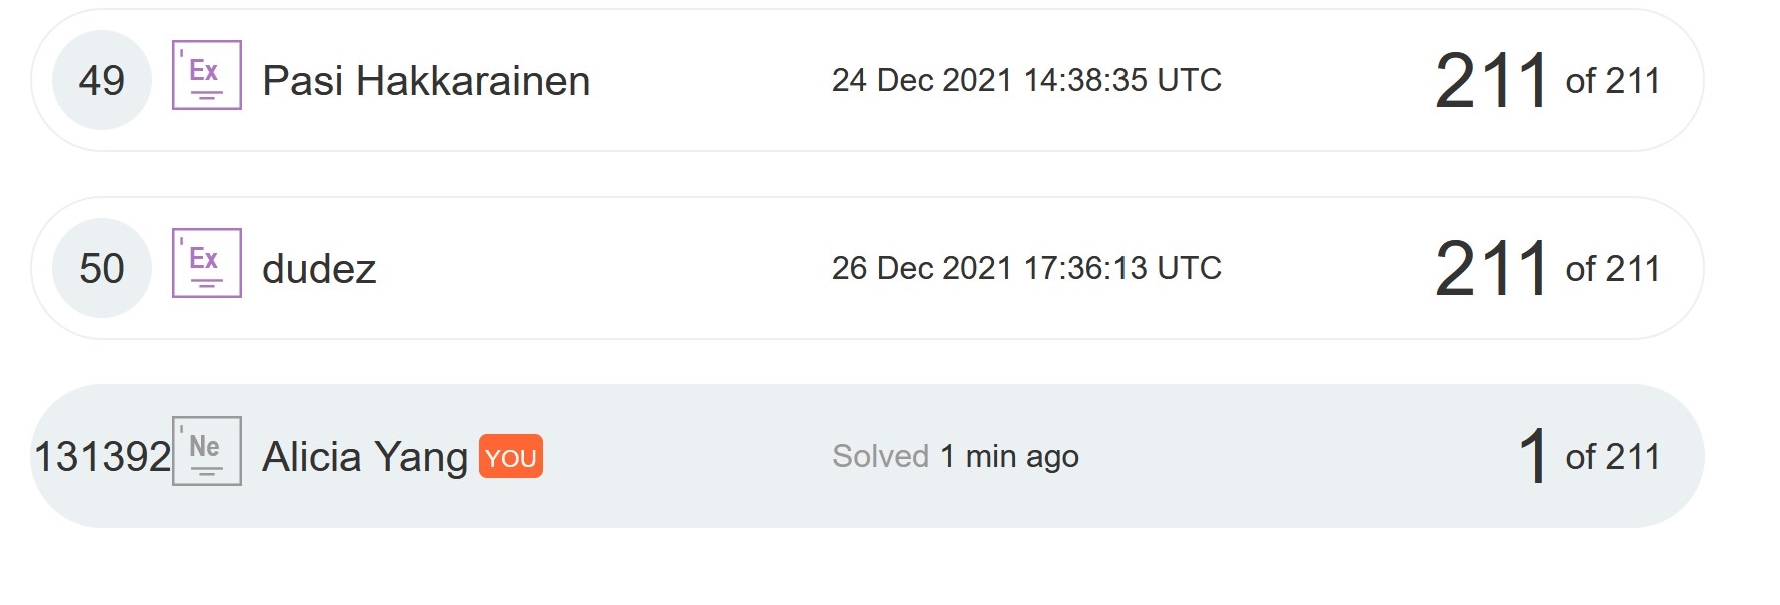 49 Ex Pasi Hakkarainen 24 Dec 2021 14:38:35 UTC 211 of 211
50 Ex dudez 26 Dec 2021 17:36:13 UTC 211 of 211
131392 Ne Alicia Yang YOU Solved 1 min ago 1 of 211